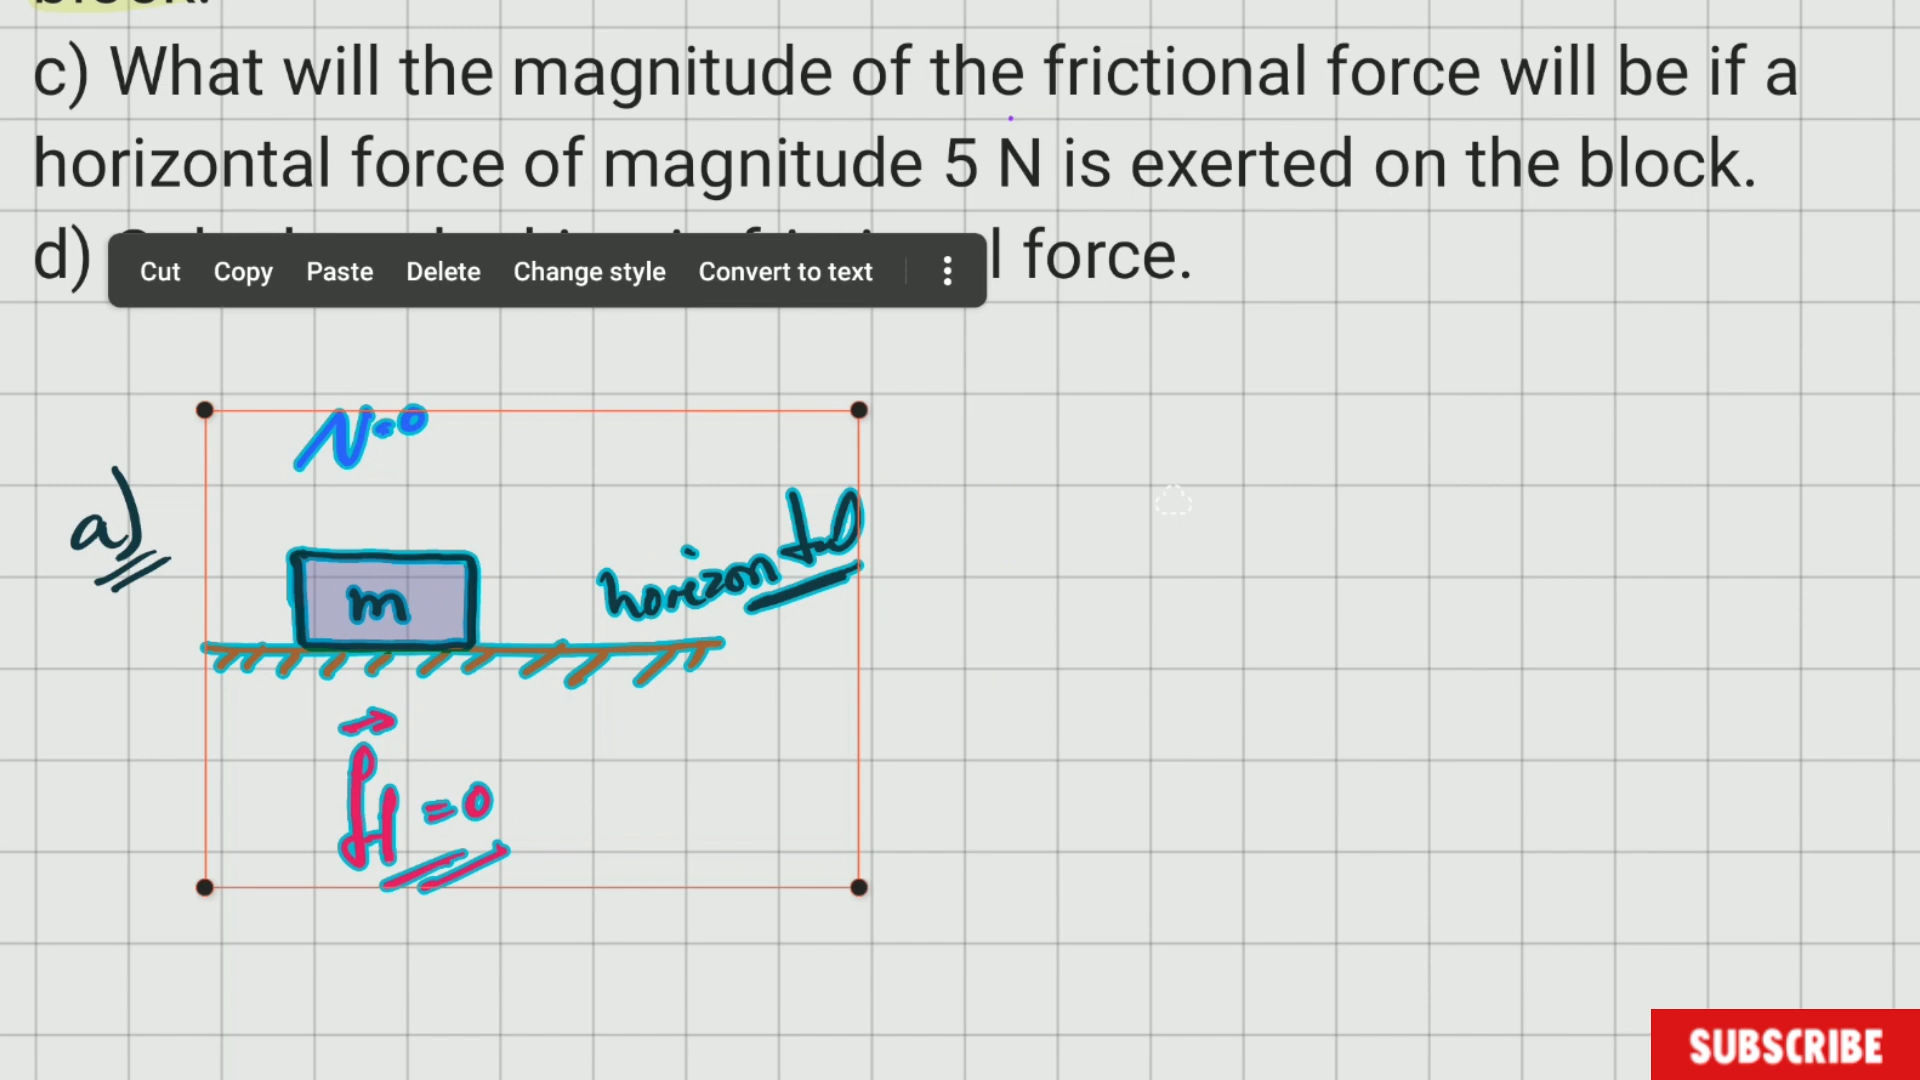 block.
c) What will the magnitude of the frictional force will be if a
horizontal force of magnitude 5 N is exerted on the block.
d) force.
Cut Copy Paste Delete Change style Convert to text
N=0
a)
m
horizontal
=0
SUBSCRIBE